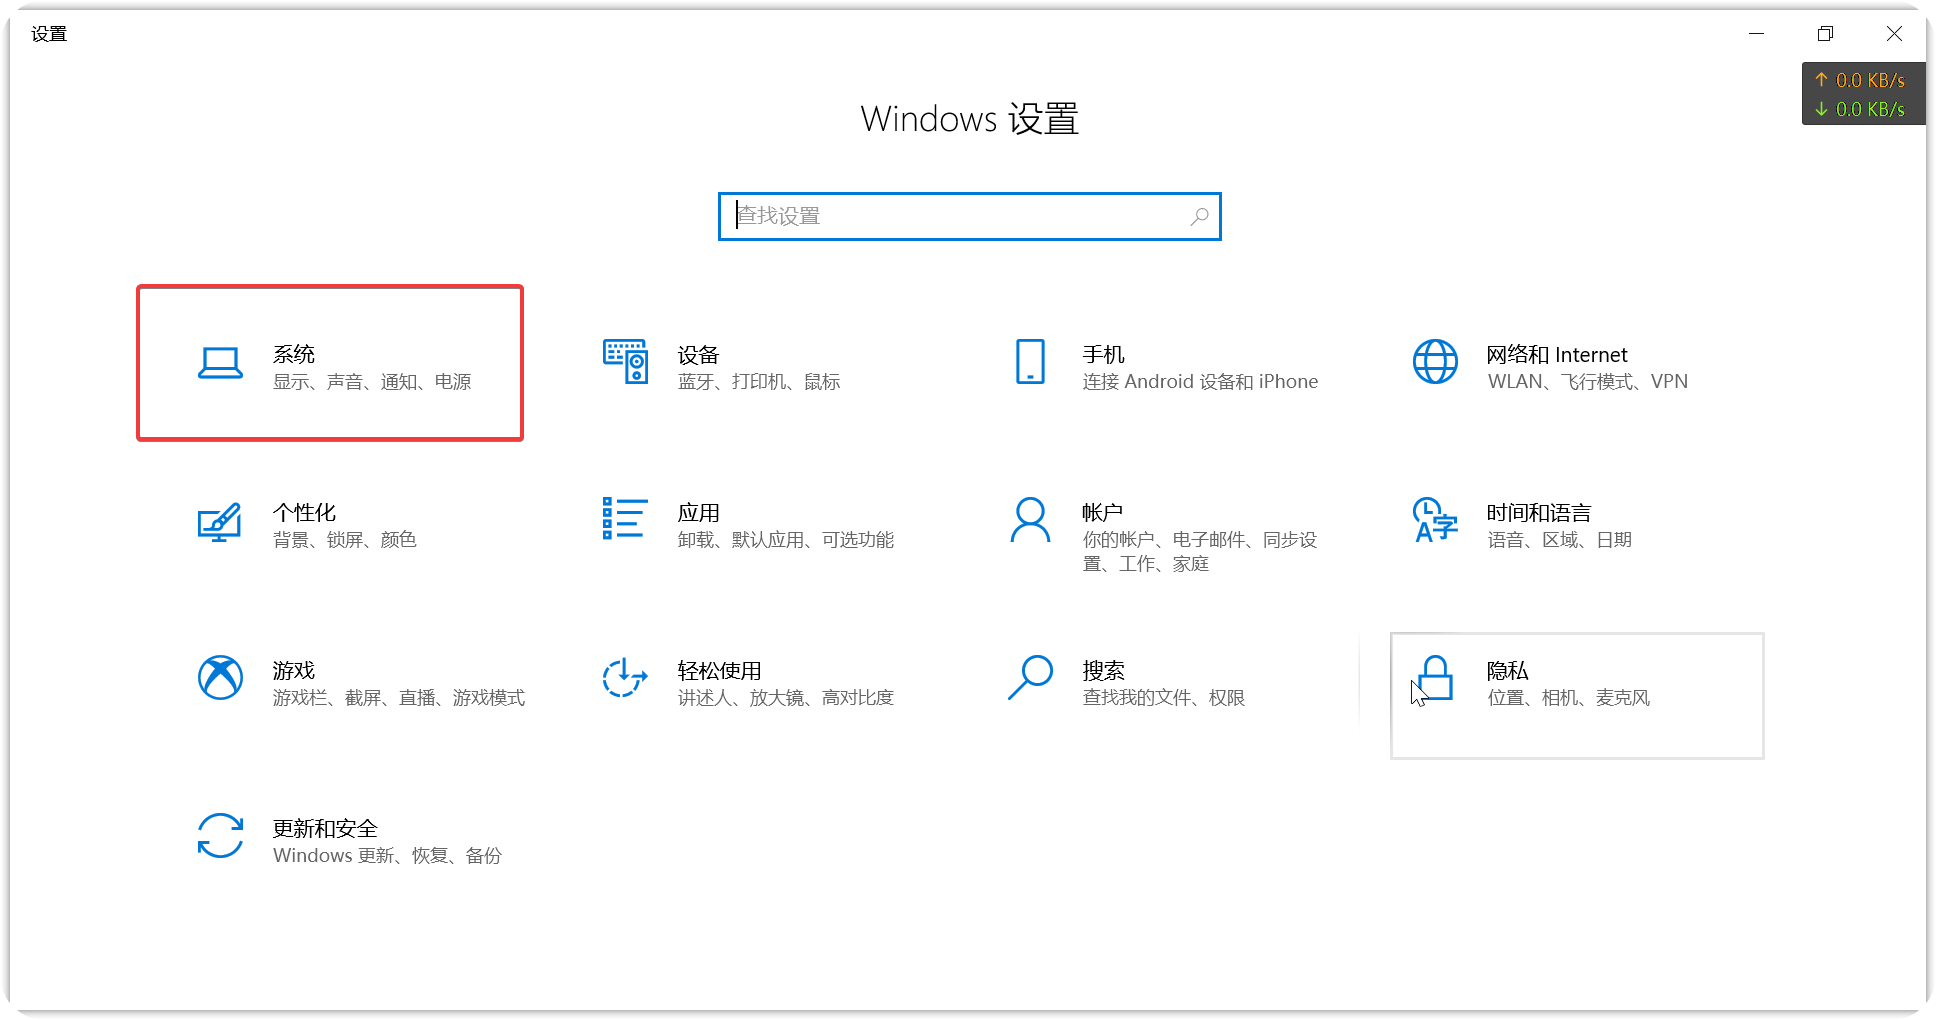 设置
↑ 0.0 KB/s
↓ 0.0 KB/s
Windows 设置
查找设置
系统
显示、声音、通知、电源
设备
蓝牙、打印机、鼠标
手机
连接 Android 设备和 iPhone
网络和 Internet
WLAN、飞行模式、VPN
个性化
背景、锁屏、颜色
应用
卸载、默认应用、可选功能
帐户
你的帐户、电子邮件、同步设
置、工作、家庭
时间和语言
语音、区域、日期
游戏
游戏栏、截屏、直播、游戏模式
轻松使用
讲述人、放大镜、高对比度
搜索
查找我的文件、权限
隐私
位置、相机、麦克风
更新和安全
Windows 更新、恢复、备份